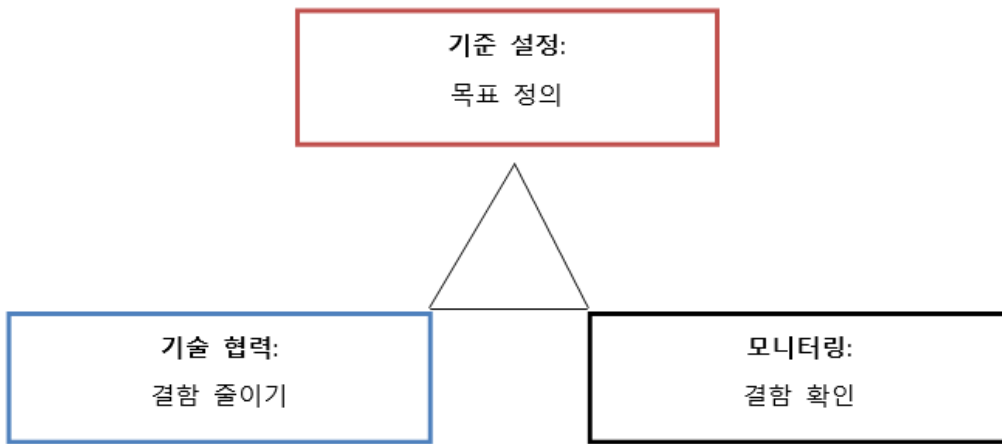 기준 설정:
목표 정의
기술 협력:
결함 줄이기
모니터링:
결함 확인